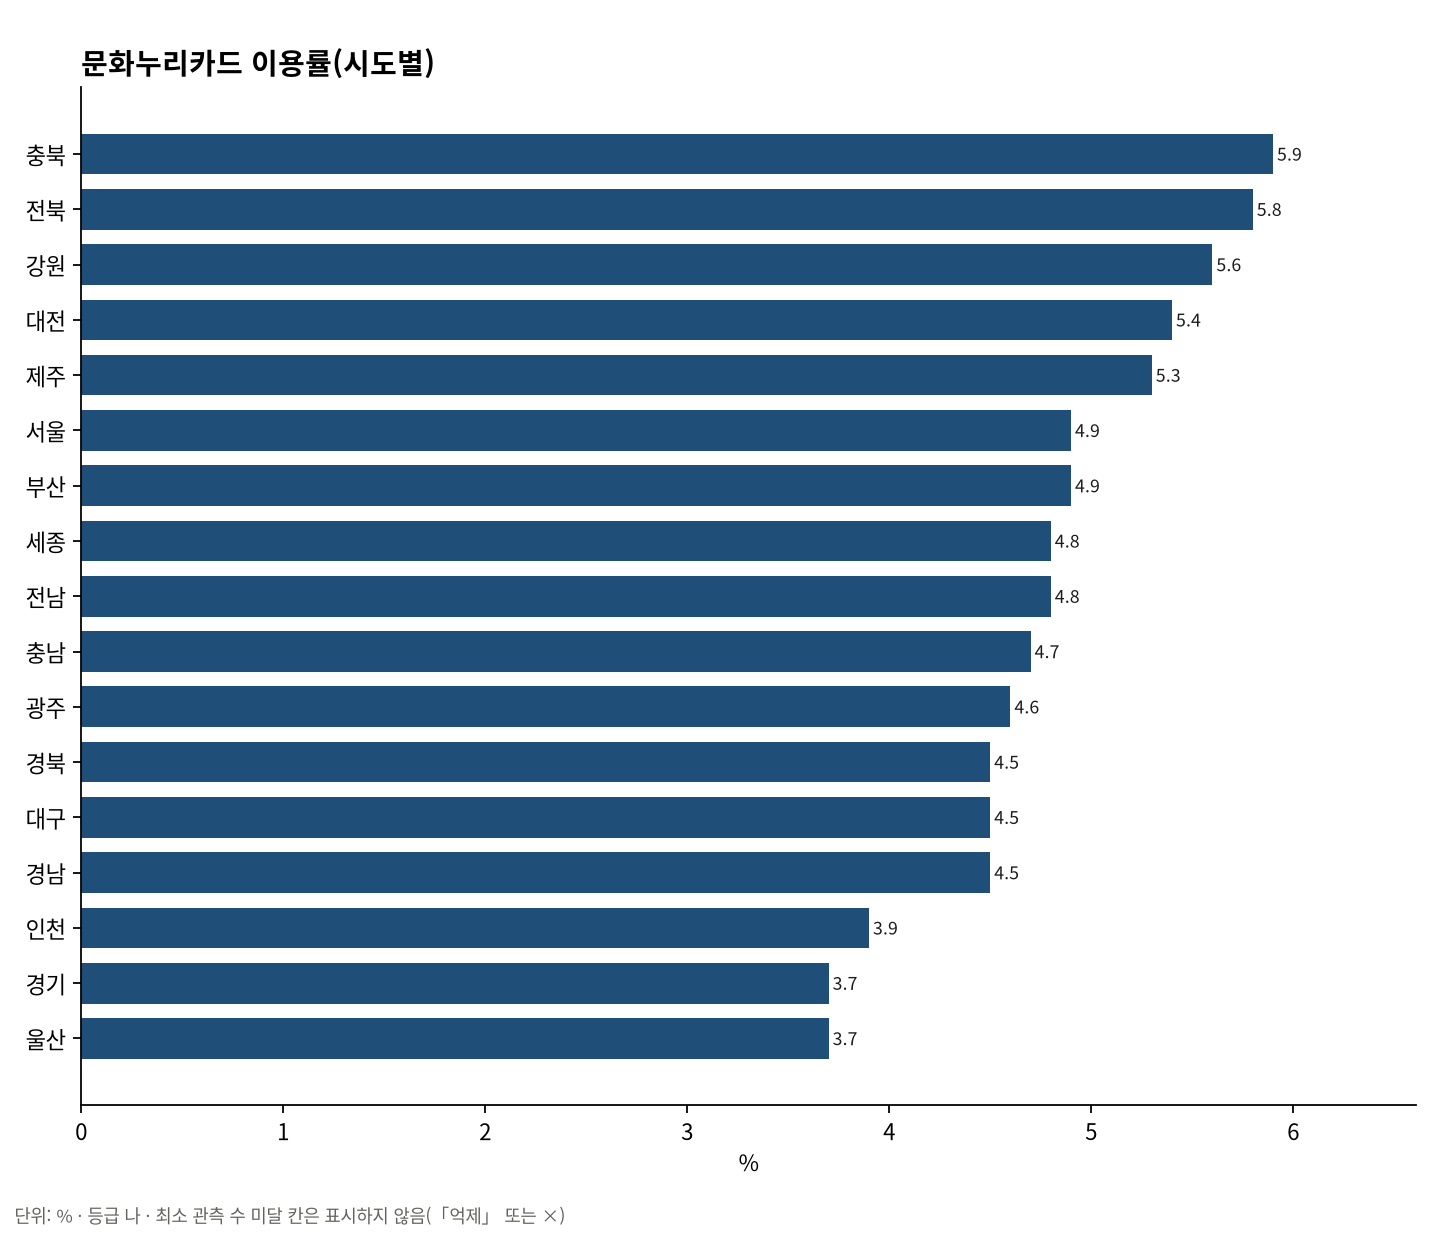 문화누리카드 이용률(시도별)
충북 5.9
전북 5.8
강원 5.6
대전 5.4
제주 5.3
서울 4.9
부산 4.9
세종 4.8
전남 4.8
충남 4.7
광주 4.6
경북 4.5
대구 4.5
경남 4.5
인천 3.9
경기 3.7
울산 3.7
0 1 2 3 4 5 6
%
단위: % · 등급 나 · 최소 관측 수 미달 칸은 표시하지 않음(「억제」 또는 ×)